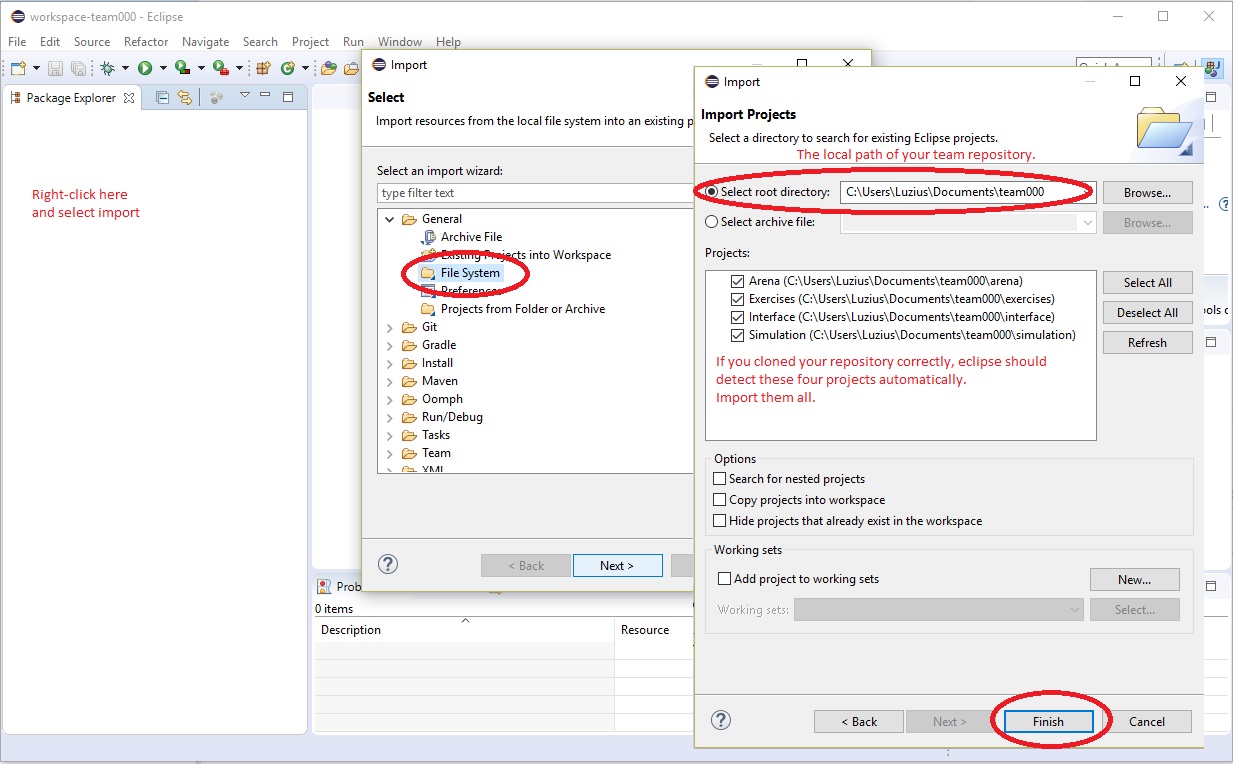 workspace-team000 - Eclipse
File Edit Source Refactor Navigate Search Project Run Window Help
Package Explorer
Right-click here
and select import
Import
Select
Import resources from the local file system into an existing
Select an import wizard:
type filter text
General
Archive File
Existing Projects into Workspace
File System
Preferences
Projects from Folder or Archive
Git
Gradle
Install
Maven
Oomph
Run/Debug
Tasks
Team
XML
?
< Back Next >
0 items
Description Resource
Import
Import Projects
Select a directory to search for existing Eclipse projects.
The local path of your team repository.
Select root directory: C:\Users\Luzius\Documents\team000 Browse...
Select archive file: Browse...
Projects:
Arena (C:\Users\Luzius\Documents\team000\arena)
Exercises (C:\Users\Luzius\Documents\team000\exercises)
Interface (C:\Users\Luzius\Documents\team000\interface)
Simulation (C:\Users\Luzius\Documents\team000\simulation)
Select All
Deselect All
Refresh
If you cloned your repository correctly, eclipse should
detect these four projects automatically.
Import them all.
Options
Search for nested projects
Copy projects into workspace
Hide projects that already exist in the workspace
Working sets
Add project to working sets New...
Working sets: Select...
? < Back Next > Finish Cancel